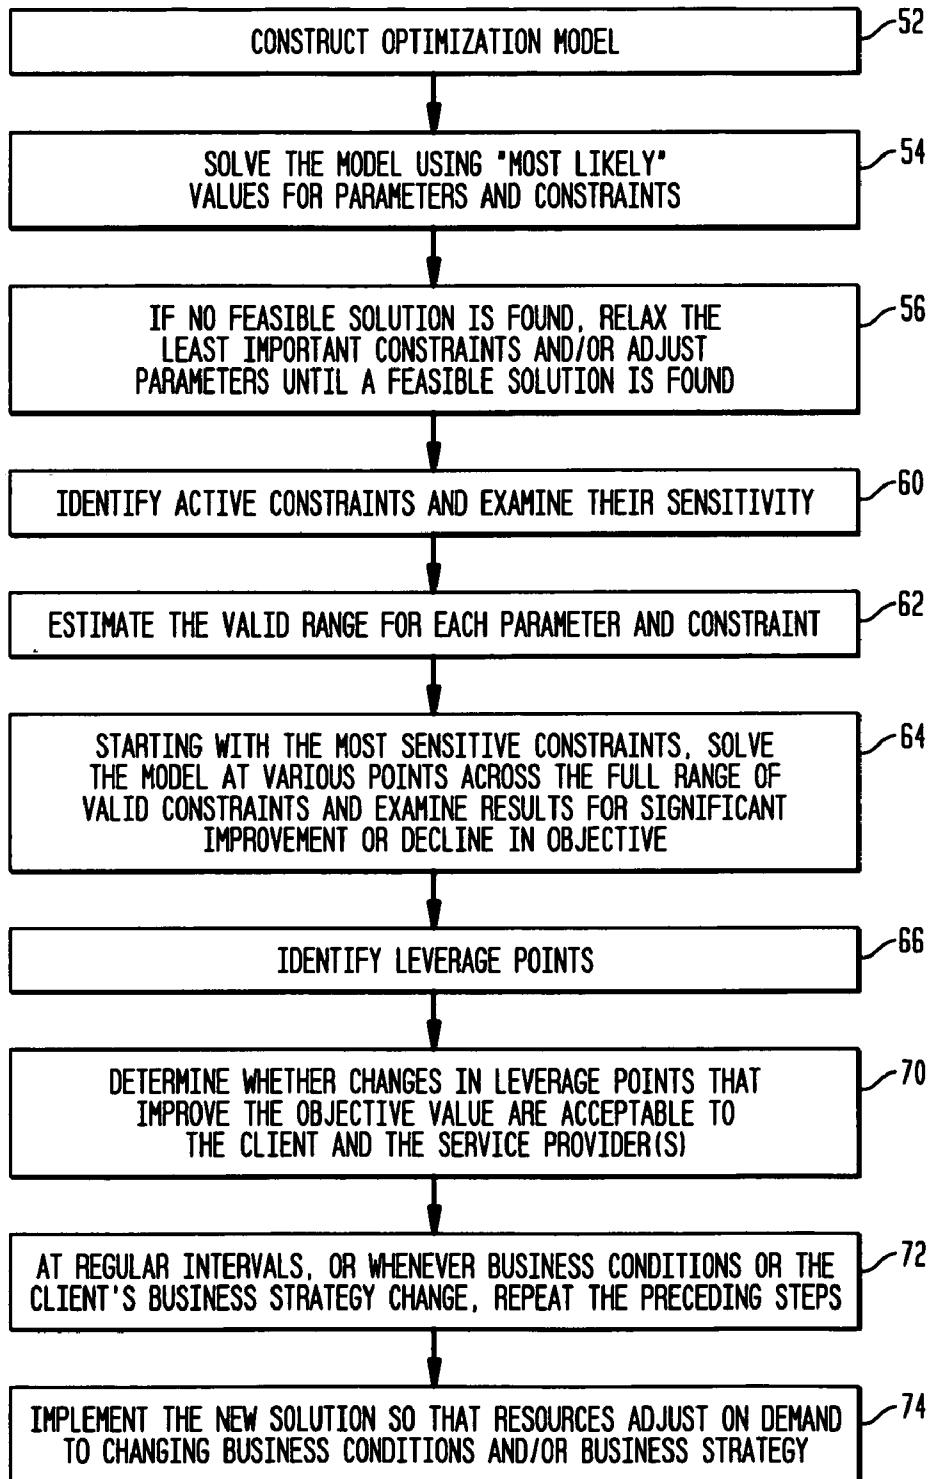 CONSTRUCT OPTIMIZATION MODEL
52
SOLVE THE MODEL USING "MOST LIKELY"
VALUES FOR PARAMETERS AND CONSTRAINTS
54
IF NO FEASIBLE SOLUTION IS FOUND, RELAX THE
LEAST IMPORTANT CONSTRAINTS AND/OR ADJUST
PARAMETERS UNTIL A FEASIBLE SOLUTION IS FOUND
56
IDENTIFY ACTIVE CONSTRAINTS AND EXAMINE THEIR SENSITIVITY
60
ESTIMATE THE VALID RANGE FOR EACH PARAMETER AND CONSTRAINT
62
STARTING WITH THE MOST SENSITIVE CONSTRAINTS, SOLVE
THE MODEL AT VARIOUS POINTS ACROSS THE FULL RANGE OF
VALID CONSTRAINTS AND EXAMINE RESULTS FOR SIGNIFICANT
IMPROVEMENT OR DECLINE IN OBJECTIVE
64
IDENTIFY LEVERAGE POINTS
66
DETERMINE WHETHER CHANGES IN LEVERAGE POINTS THAT
IMPROVE THE OBJECTIVE VALUE ARE ACCEPTABLE TO
THE CLIENT AND THE SERVICE PROVIDER(S)
70
AT REGULAR INTERVALS, OR WHENEVER BUSINESS CONDITIONS OR THE
CLIENT'S BUSINESS STRATEGY CHANGE, REPEAT THE PRECEDING STEPS
72
IMPLEMENT THE NEW SOLUTION SO THAT RESOURCES ADJUST ON DEMAND
TO CHANGING BUSINESS CONDITIONS AND/OR BUSINESS STRATEGY
74